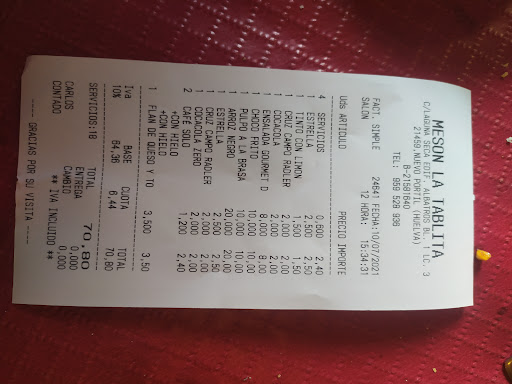 MESON LA TABLITA
C/LAGUNA SECA EDIF. ALBATROS BL. 1 LC. 3
21459, NUEVO PORTIL (HUELVA)
B-21581640
TEL: 959 528 936
FACT. SIMPLE 24641 FECHA:10/07/2021
SALON 12 HORA: 15:34:31
Uds ARTICULO PRECIO IMPORTE
4 SERVICIOS 0,600 2,40
1 ESTRELLA 2,500 2,50
1 TINTO CON LIMON 1,500 1,50
1 CRUZ CAMPO RADLER 2,000 2,00
1 COCACOLA 2,000 2,00
1 ENSALADA GOURMET D 8,000 8,00
1 CHOCO FRITO 10,000 10,00
1 PULPO A LA BRASA 10,000 10,00
1 ARROZ NEGRO 20,000 20,00
1 ESTRELLA 2,500 2,50
1 CRUZ CAMPO RADLER 2,000 2,00
1 COCACOLA ZERO 2,000 2,00
2 CAFE SOLO 1,200 2,40
+CON HIELO
+CON HIELO
1 FLAN DE QUESO Y TO 3,500 3,50
Iva BASE CUOTA TOTAL
10% 64,36 6,44 70,80
SERVICIOS:18 TOTAL 70,80
ENTREGA 0,000
CARLOS CAMBIO 0,000
CONTADO ** IVA INCLUIDO **
---- GRACIAS POR SU VISITA ----